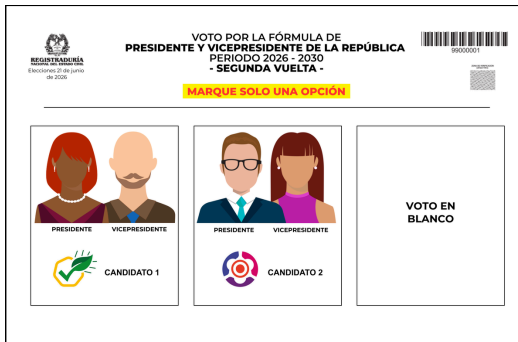 VOTO POR LA FÓRMULA DE
PRESIDENTE Y VICEPRESIDENTE DE LA REPÚBLICA
PERIODO 2026 - 2030
- SEGUNDA VUELTA -
REGISTRADURÍA
NACIONAL DEL ESTADO CIVIL
Elecciones 21 de junio
de 2026
99000001
MARQUE SOLO UNA OPCIÓN
PRESIDENTE VICEPRESIDENTE
CANDIDATO 1
PRESIDENTE VICEPRESIDENTE
CANDIDATO 2
VOTO EN
BLANCO